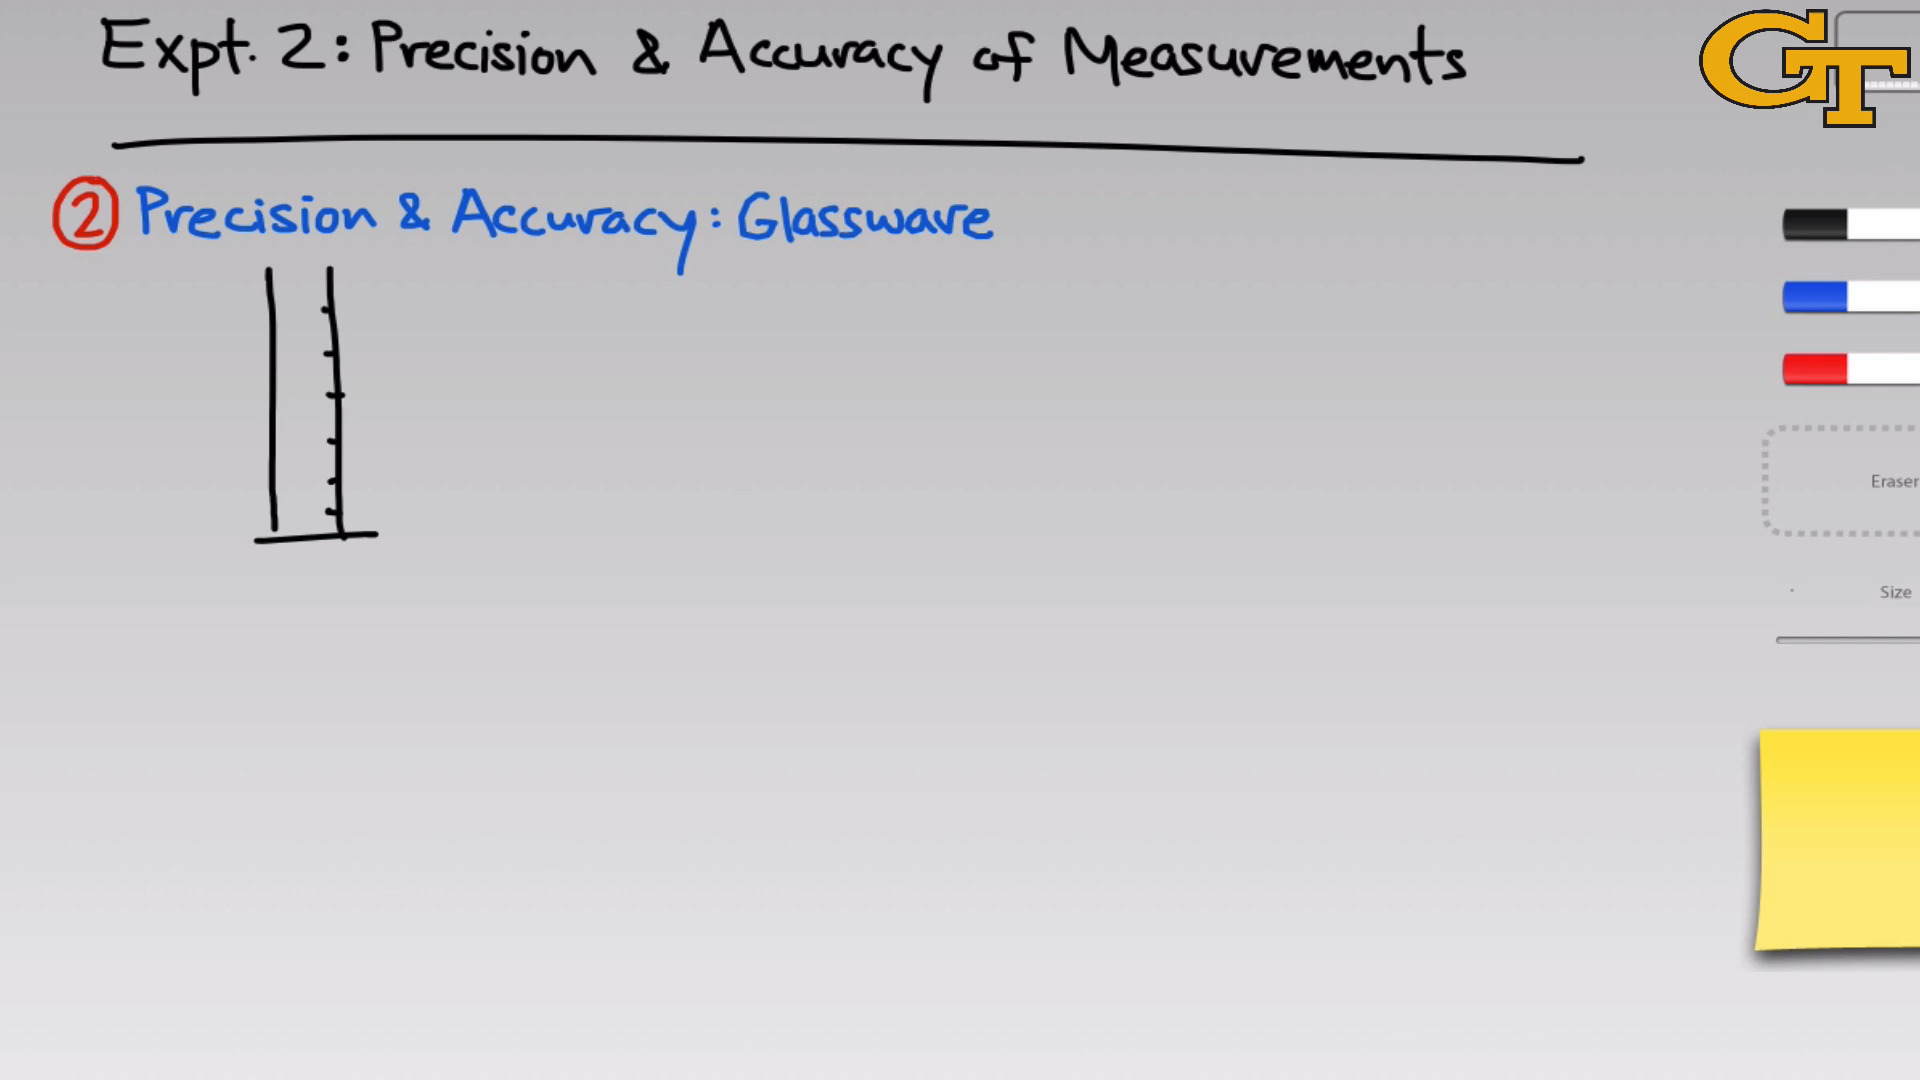 Expt. 2: Precision & Accuracy of Measurements
GT
② Precision & Accuracy: Glassware
Eraser
Size